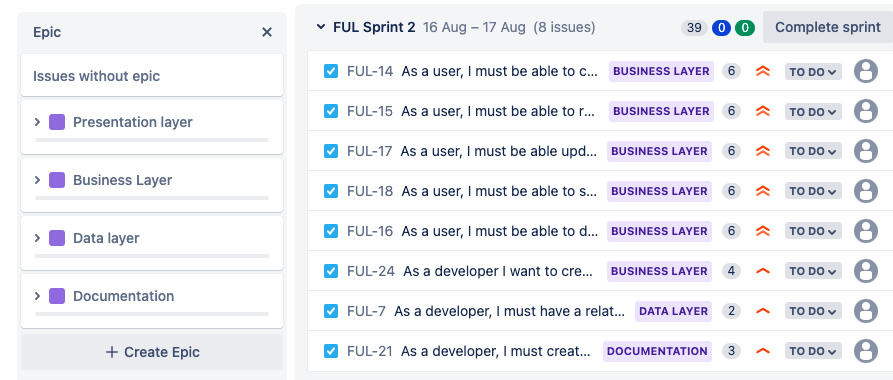 Epic
Issues without epic
Presentation layer
Business Layer
Data layer
Documentation
+ Create Epic
FUL Sprint 2 16 Aug – 17 Aug (8 issues) 39 0 0 Complete sprint
FUL-14 As a user, I must be able to c... BUSINESS LAYER 6 TO DO
FUL-15 As a user, I must be able to r... BUSINESS LAYER 6 TO DO
FUL-17 As a user, I must be able upd... BUSINESS LAYER 6 TO DO
FUL-18 As a user, I must be able to s... BUSINESS LAYER 6 TO DO
FUL-16 As a user, I must be able to d... BUSINESS LAYER 6 TO DO
FUL-24 As a developer I want to cre... BUSINESS LAYER 4 TO DO
FUL-7 As a developer, I must have a relat... DATA LAYER 2 TO DO
FUL-21 As a developer, I must creat... DOCUMENTATION 3 TO DO